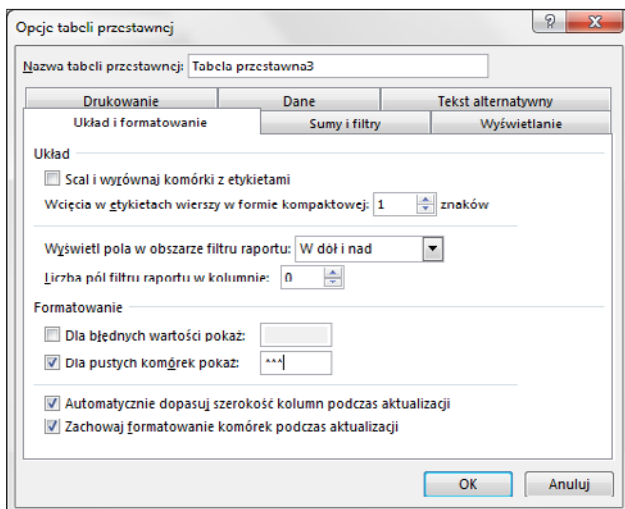 Opcje tabeli przestawnej
Nazwa tabeli przestawnej: Tabela przestawna3
Drukowanie Dane Tekst alternatywny
Układ i formatowanie Sumy i filtry Wyświetlanie
Układ
Scal i wyrównaj komórki z etykietami
Wcięcia w etykietach wierszy w formie kompaktowej: 1 znaków
Wyświetl pola w obszarze filtru raportu: W dół i nad
Liczba pól filtru raportu w kolumnie: 0
Formatowanie
Dla błędnych wartości pokaż:
Dla pustych komórek pokaż: ^^^
Automatycznie dopasuj szerokość kolumn podczas aktualizacji
Zachowaj formatowanie komórek podczas aktualizacji
OK Anuluj